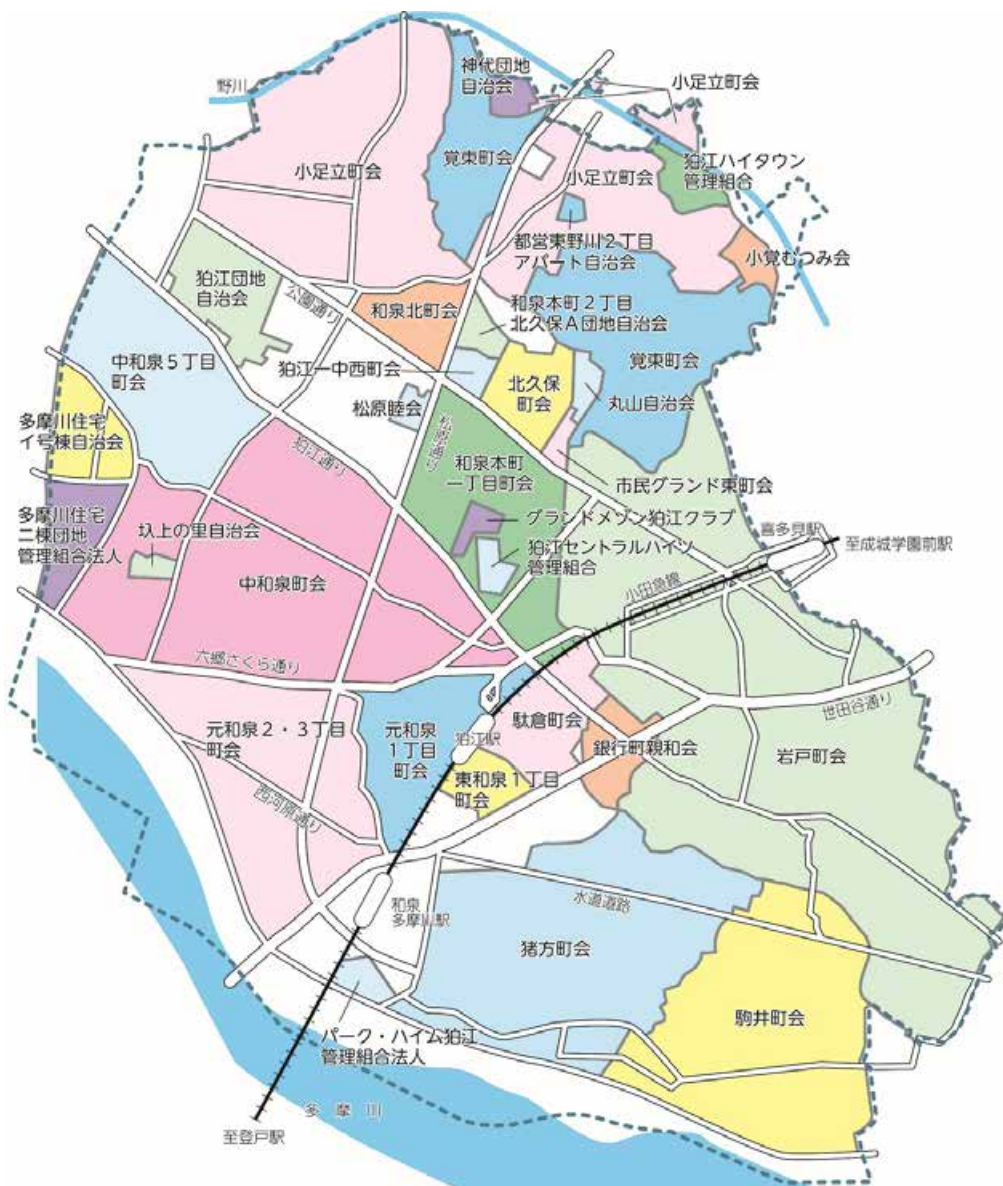 野川
神代団地
自治会
小足立町会
覚東町会
小足立町会
小足立町会
狛江ハイタウン
管理組合
都営東野川2丁目
アパート自治会
小覚むつみ会
狛江団地
自治会
公園通り
和泉北町会
和泉本町2丁目
北久保A団地自治会
中和泉5丁目
町会
狛江一中西町会
北久保
町会
覚東町会
松原睦会
丸山自治会
多摩川住宅
イ号棟自治会
狛江通り
松原通り
和泉本町
一丁目町会
市民グランド東町会
多摩川住宅
ニ棟団地
管理組合法人
圦上の里自治会
グランドメゾン狛江クラブ
喜多見駅
至成城学園前駅
狛江セントラルハイツ
管理組合
中和泉町会
小田急線
六郷さくら通り
世田谷通り
元和泉2・3丁目
町会
元和泉
1丁目
町会
狛江駅
駄倉町会
銀行町親和会
岩戸町会
東和泉1丁目
町会
西河原通り
水道道路
和泉
多摩川駅
猪方町会
駒井町会
パーク・ハイム狛江
管理組合法人
多摩川
至登戸駅